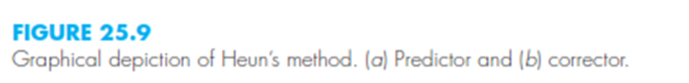 FIGURE 25.9
Graphical depiction of Heun's method. (a) Predictor and (b) corrector.